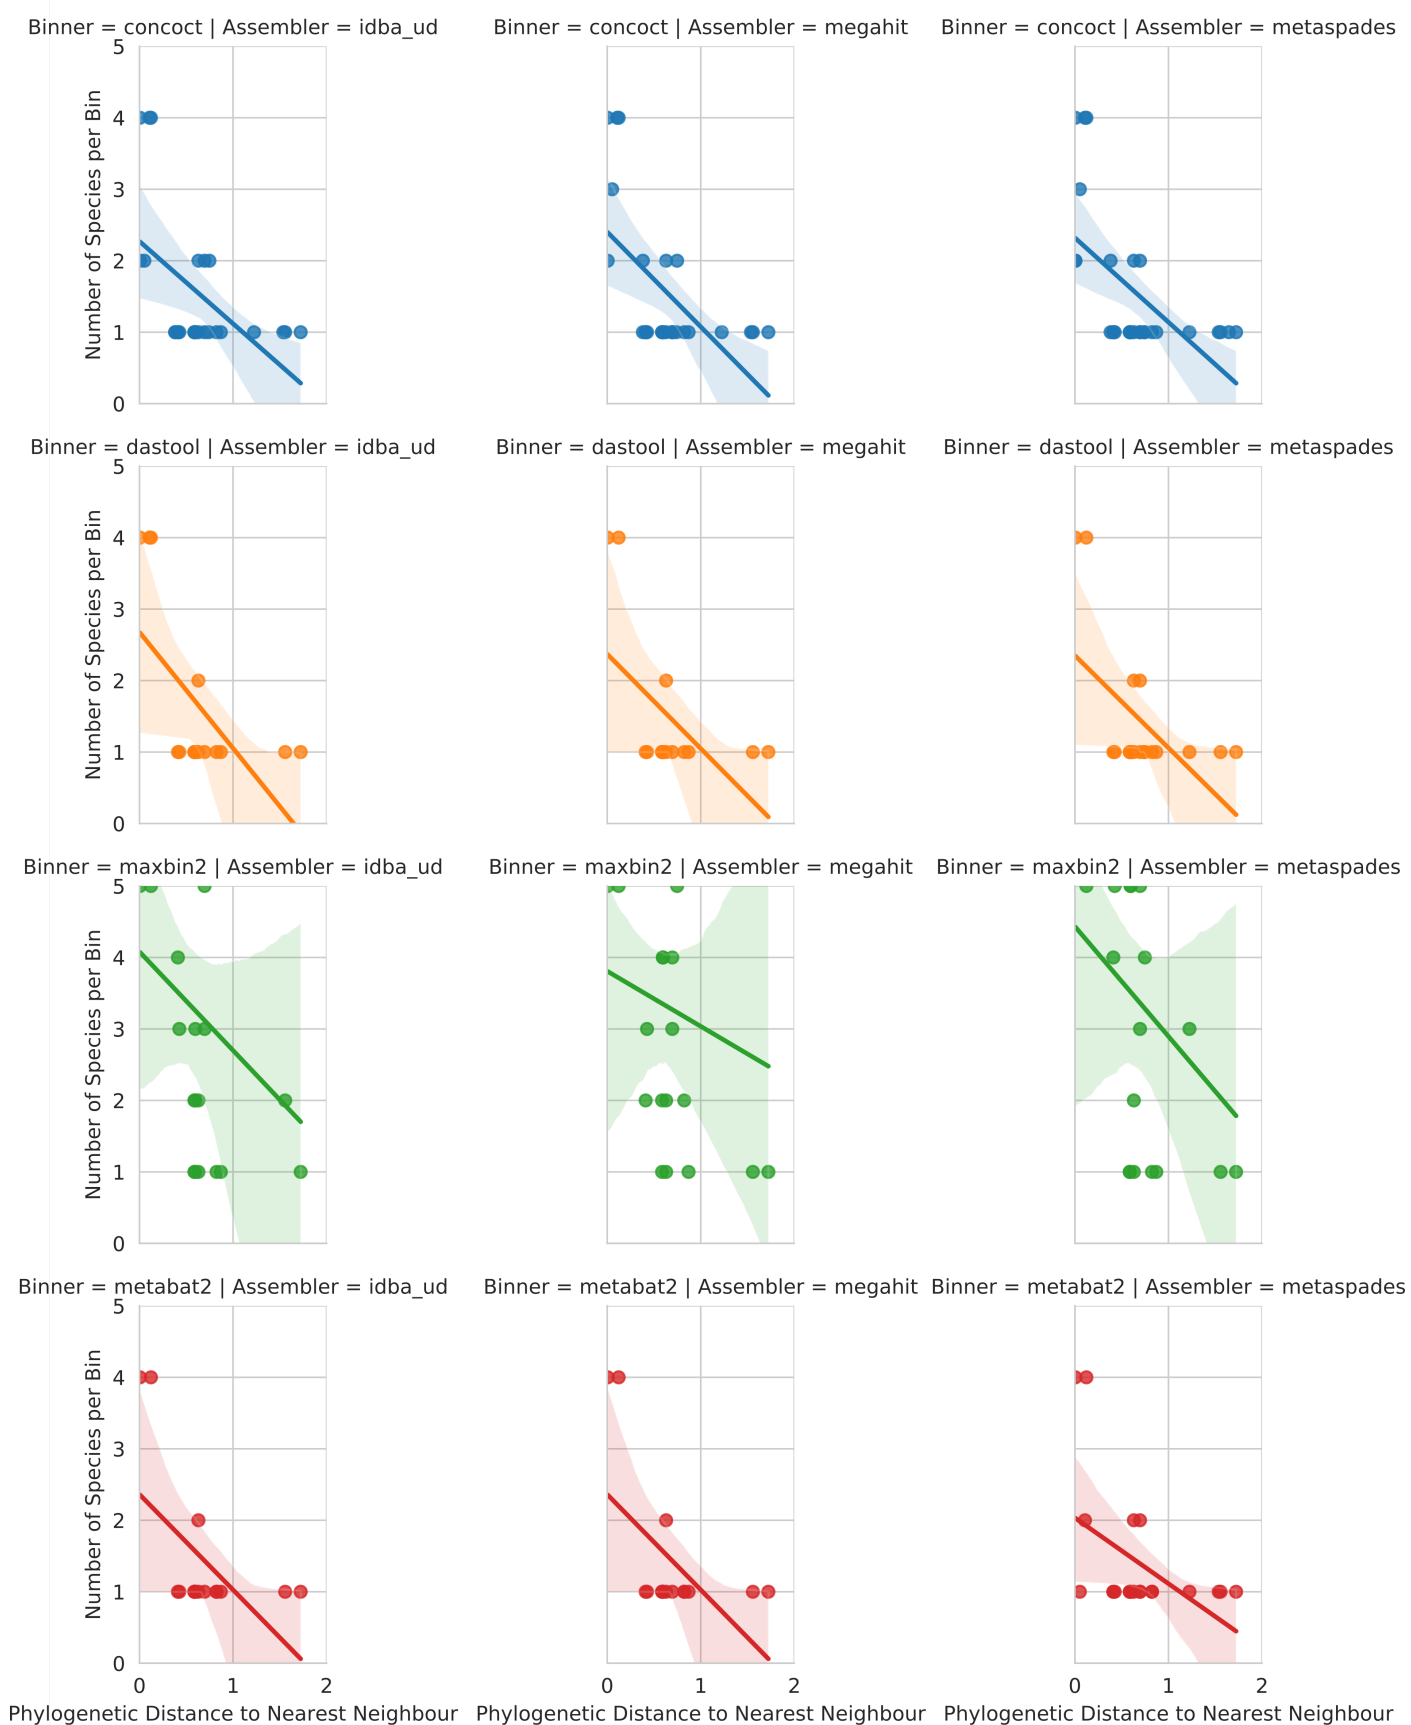 Binner = concoct | Assembler = idba_ud
Binner = concoct | Assembler = megahit
Binner = concoct | Assembler = metaspades
5
4
3
2
1
0
Number of Species per Bin
Binner = dastool | Assembler = idba_ud
Binner = dastool | Assembler = megahit
Binner = dastool | Assembler = metaspades
5
4
3
2
1
0
Number of Species per Bin
Binner = maxbin2 | Assembler = idba_ud
Binner = maxbin2 | Assembler = megahit
Binner = maxbin2 | Assembler = metaspades
5
4
3
2
1
0
Number of Species per Bin
Binner = metabat2 | Assembler = idba_ud
Binner = metabat2 | Assembler = megahit
Binner = metabat2 | Assembler = metaspades
5
4
3
2
1
0
Number of Species per Bin
0 1 2
0 1 2
0 1 2
Phylogenetic Distance to Nearest Neighbour
Phylogenetic Distance to Nearest Neighbour
Phylogenetic Distance to Nearest Neighbour